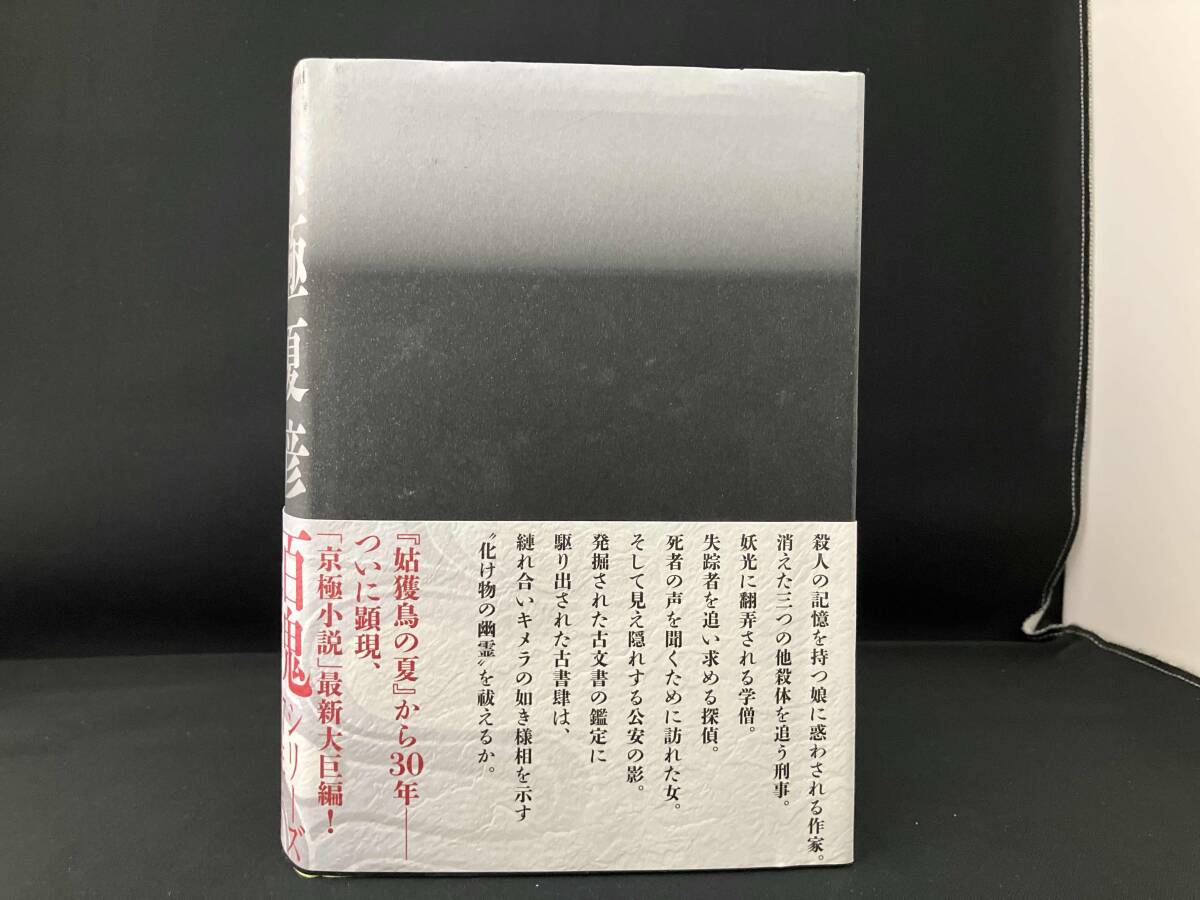 殺人の記憶を持つ娘に惑わされる作家。
消えた三つの他殺体を追う刑事。
妖光に翻弄される学僧。
失踪者を追い求める探偵。
死者の声を聞くために訪れた女。
そして見え隠れする公安の影。
発掘された古文書の鑑定に
駆り出された古書肆は、
縺れ合いキメラの如き様相を示す
〝化け物の幽霊〟を祓えるか。
『姑獲鳥の夏』から30年――
ついに顕現、
「京極小説」最新大巨編！
極夏彦
百鬼
シリーズ